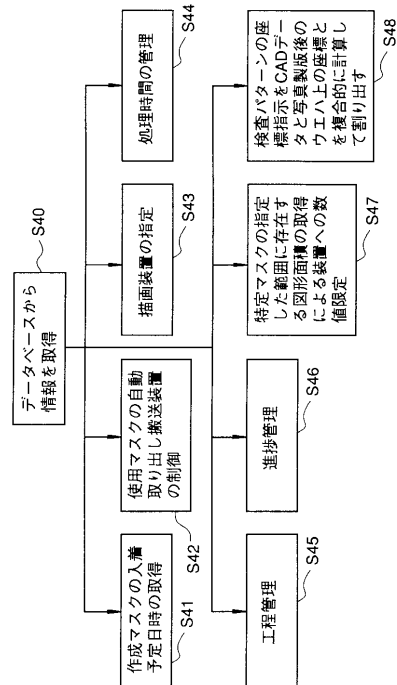 データベースから
情報を取得
S40
作成マスクの入着
予定日時の取得
S41
使用マスクの自動
取り出し搬送装置
の制御
S42
描画装置の指定
S43
処理時間の管理
S44
工程管理
S45
進捗管理
S46
特定マスクの指定
した範囲に存在す
る図形面積の取得
による装置への数
値限定
S47
検査パターンの座
標指示をCADデー
タと写真製版後の
ウエハ上の座標と
を複合的に計算し
て割り出す
S48